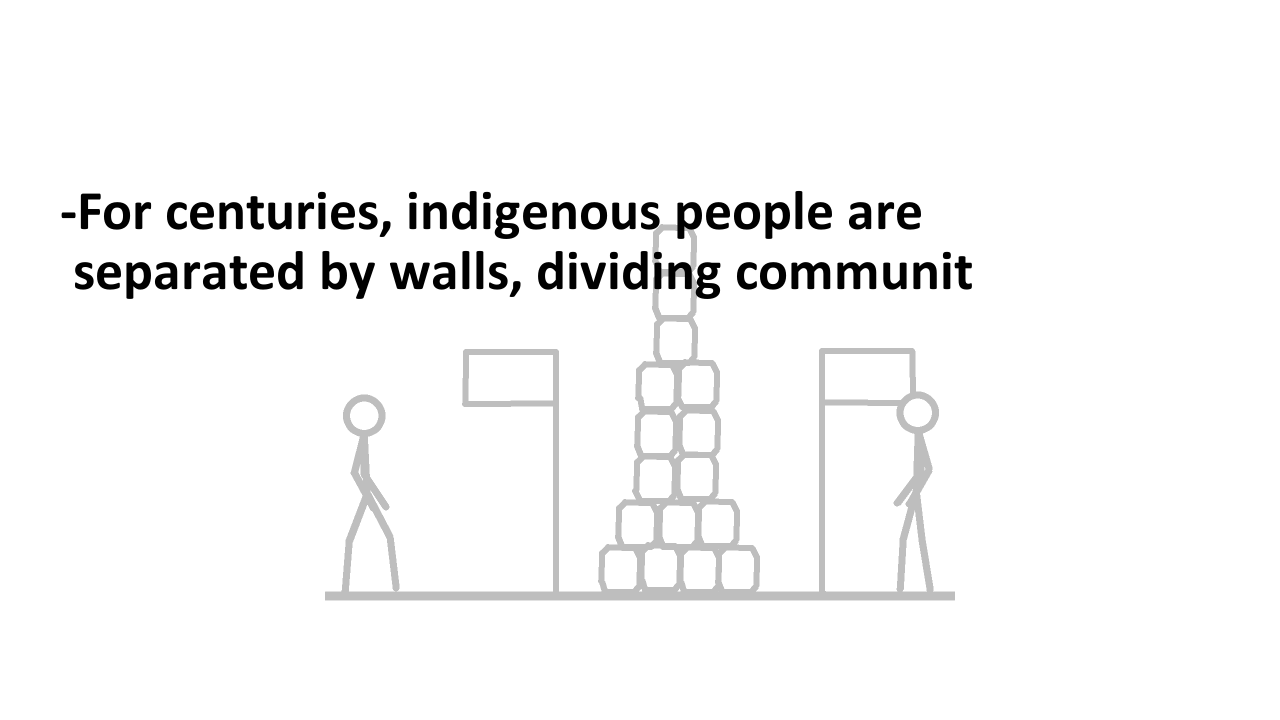 -For centuries, indigenous people are
separated by walls, dividing communit